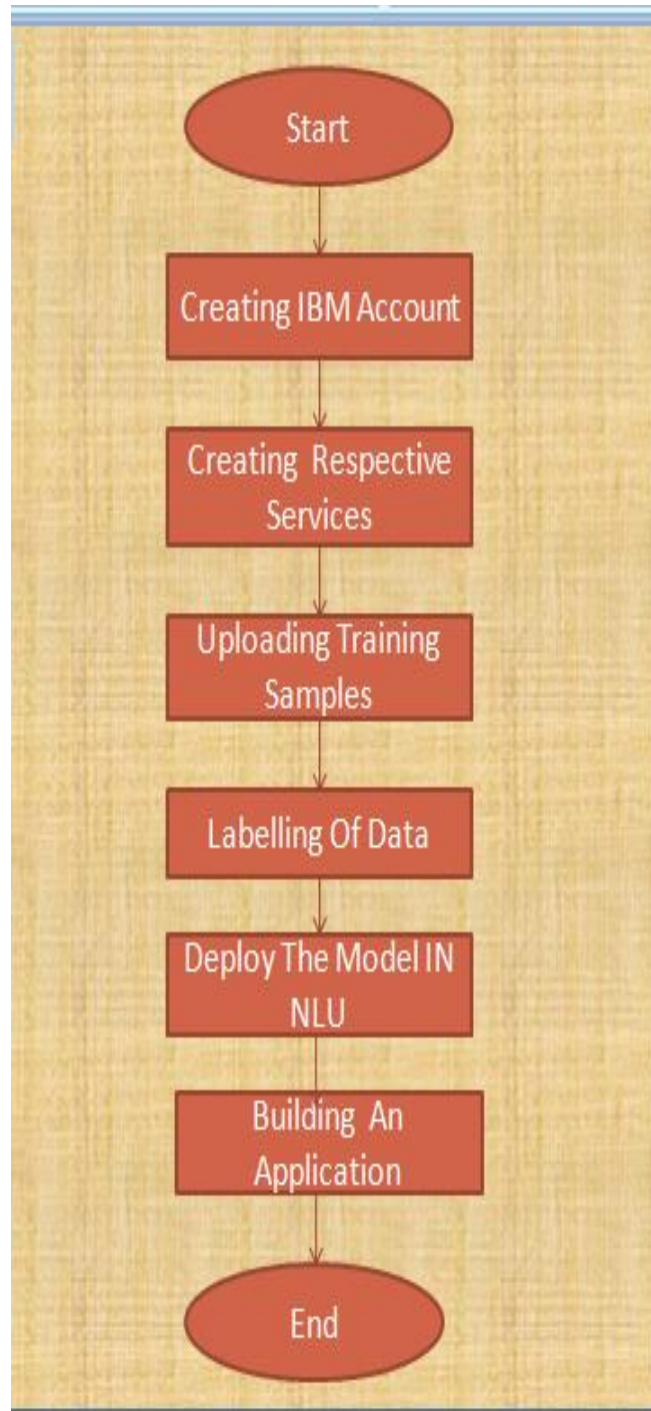 Start
Creating IBM Account
Creating Respective
Services
Uploading Training
Samples
Labelling Of Data
Deploy The Model IN
NLU
Building An
Application
End